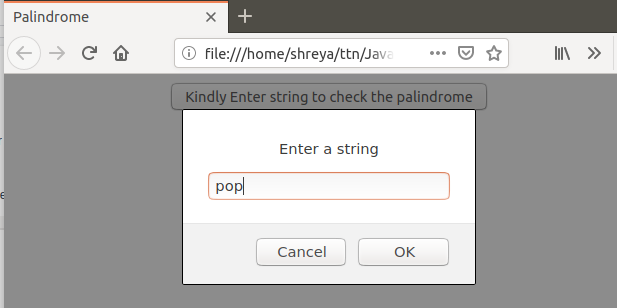 Palindrome
file:///home/shreya/ttn/Java
Kindly Enter string to check the palindrome
Enter a string
pop
Cancel OK